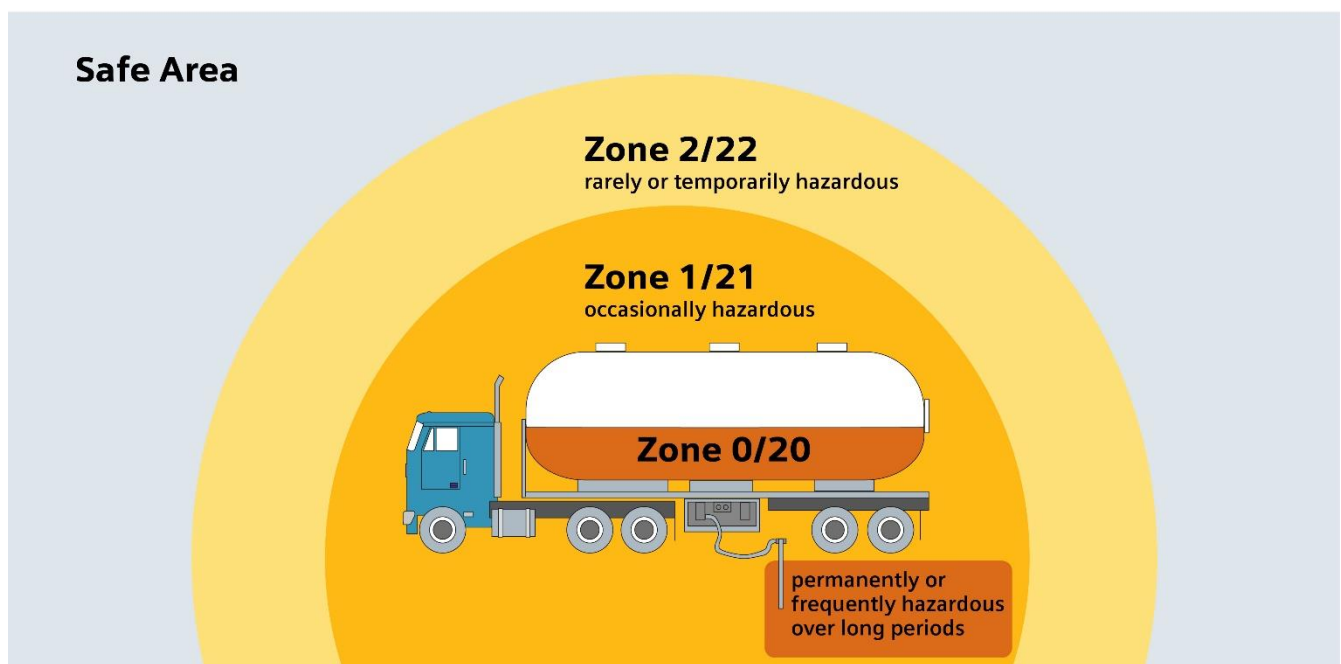 Safe Area
Zone 2/22
rarely or temporarily hazardous
Zone 1/21
occasionally hazardous
Zone 0/20
permanently or
frequently hazardous
over long periods